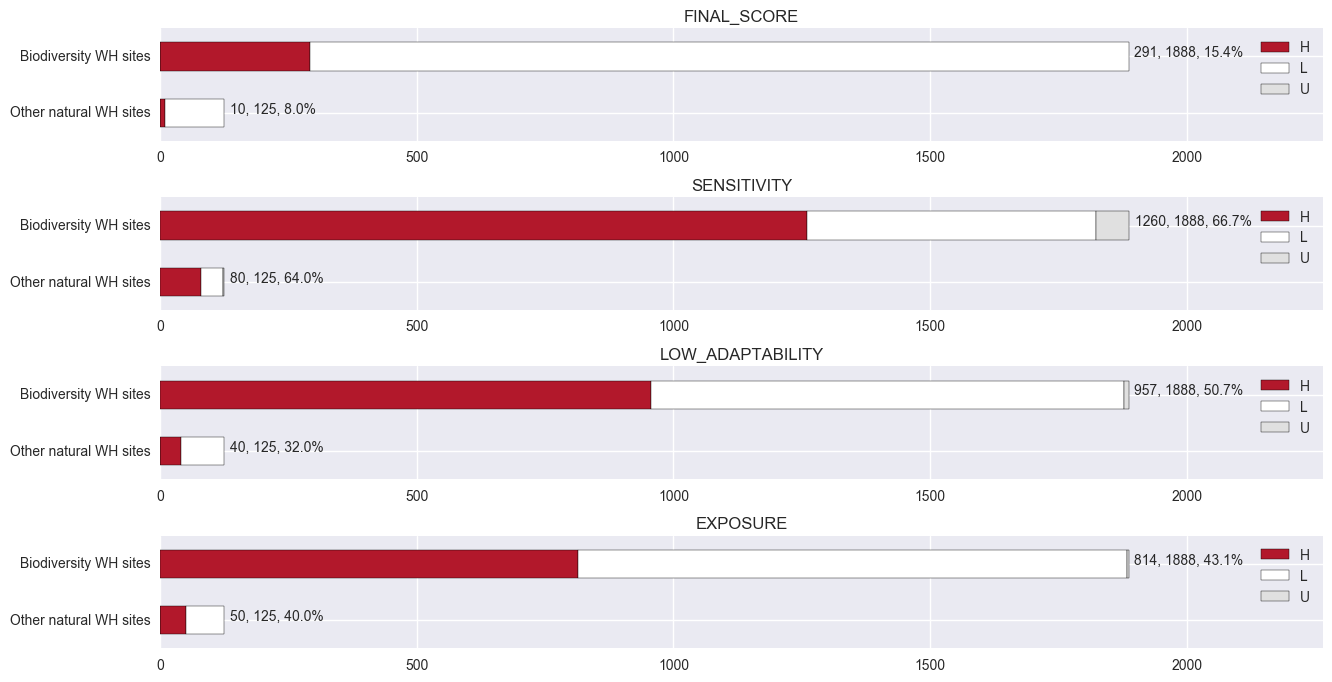 FINAL_SCORE
Biodiversity WH sites
291, 1888, 15.4%
H
L
U
Other natural WH sites
10, 125, 8.0%
0 500 1000 1500 2000
SENSITIVITY
Biodiversity WH sites
1260, 1888, 66.7%
H
L
U
Other natural WH sites
80, 125, 64.0%
0 500 1000 1500 2000
LOW_ADAPTABILITY
Biodiversity WH sites
957, 1888, 50.7%
H
L
U
Other natural WH sites
40, 125, 32.0%
0 500 1000 1500 2000
EXPOSURE
Biodiversity WH sites
814, 1888, 43.1%
H
L
U
Other natural WH sites
50, 125, 40.0%
0 500 1000 1500 2000